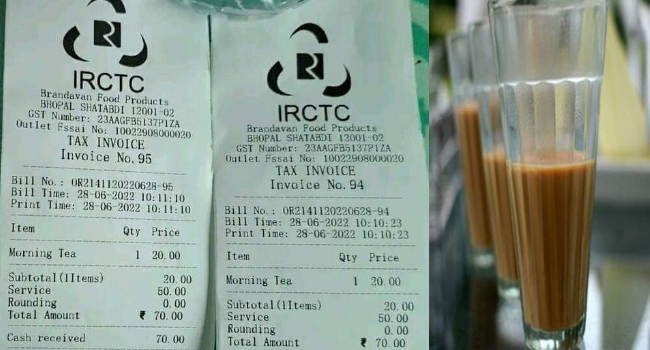 IRCTC
Brandavan Food Products
BHOPAL SHATABDI 12001-02
GST Number: 23AAGFB5137P1ZA
Outlet Fssai No: 10022908000020
TAX INVOICE
Invoice No. 95
Bill No.: OR2141120220628-95
Bill Time: 28-06-2022 10:11:10
Print Time: 28-06-2022 10:11:10
Item Qty Price
Morning Tea 1 20.00
Subtotal(1Items) 20.00
Service 50.00
Rounding 0.00
Total Amount ₹ 70.00
Cash received 70.00
IRCTC
Brandavan Food Products
BHOPAL SHATABDI 12001-02
GST Number: 23AAGFB5137P1ZA
Outlet Fssai No: 10022908000020
TAX INVOICE
Invoice No. 94
Bill No.: OR2141120220628-94
Bill Time: 28-06-2022 10:10:23
Print Time: 28-06-2022 10:10:23
Item Qty Price
Morning Tea 1 20.00
Subtotal(1Items) 20.00
Service 50.00
Rounding 0.00
Total Amount ₹ 70.00